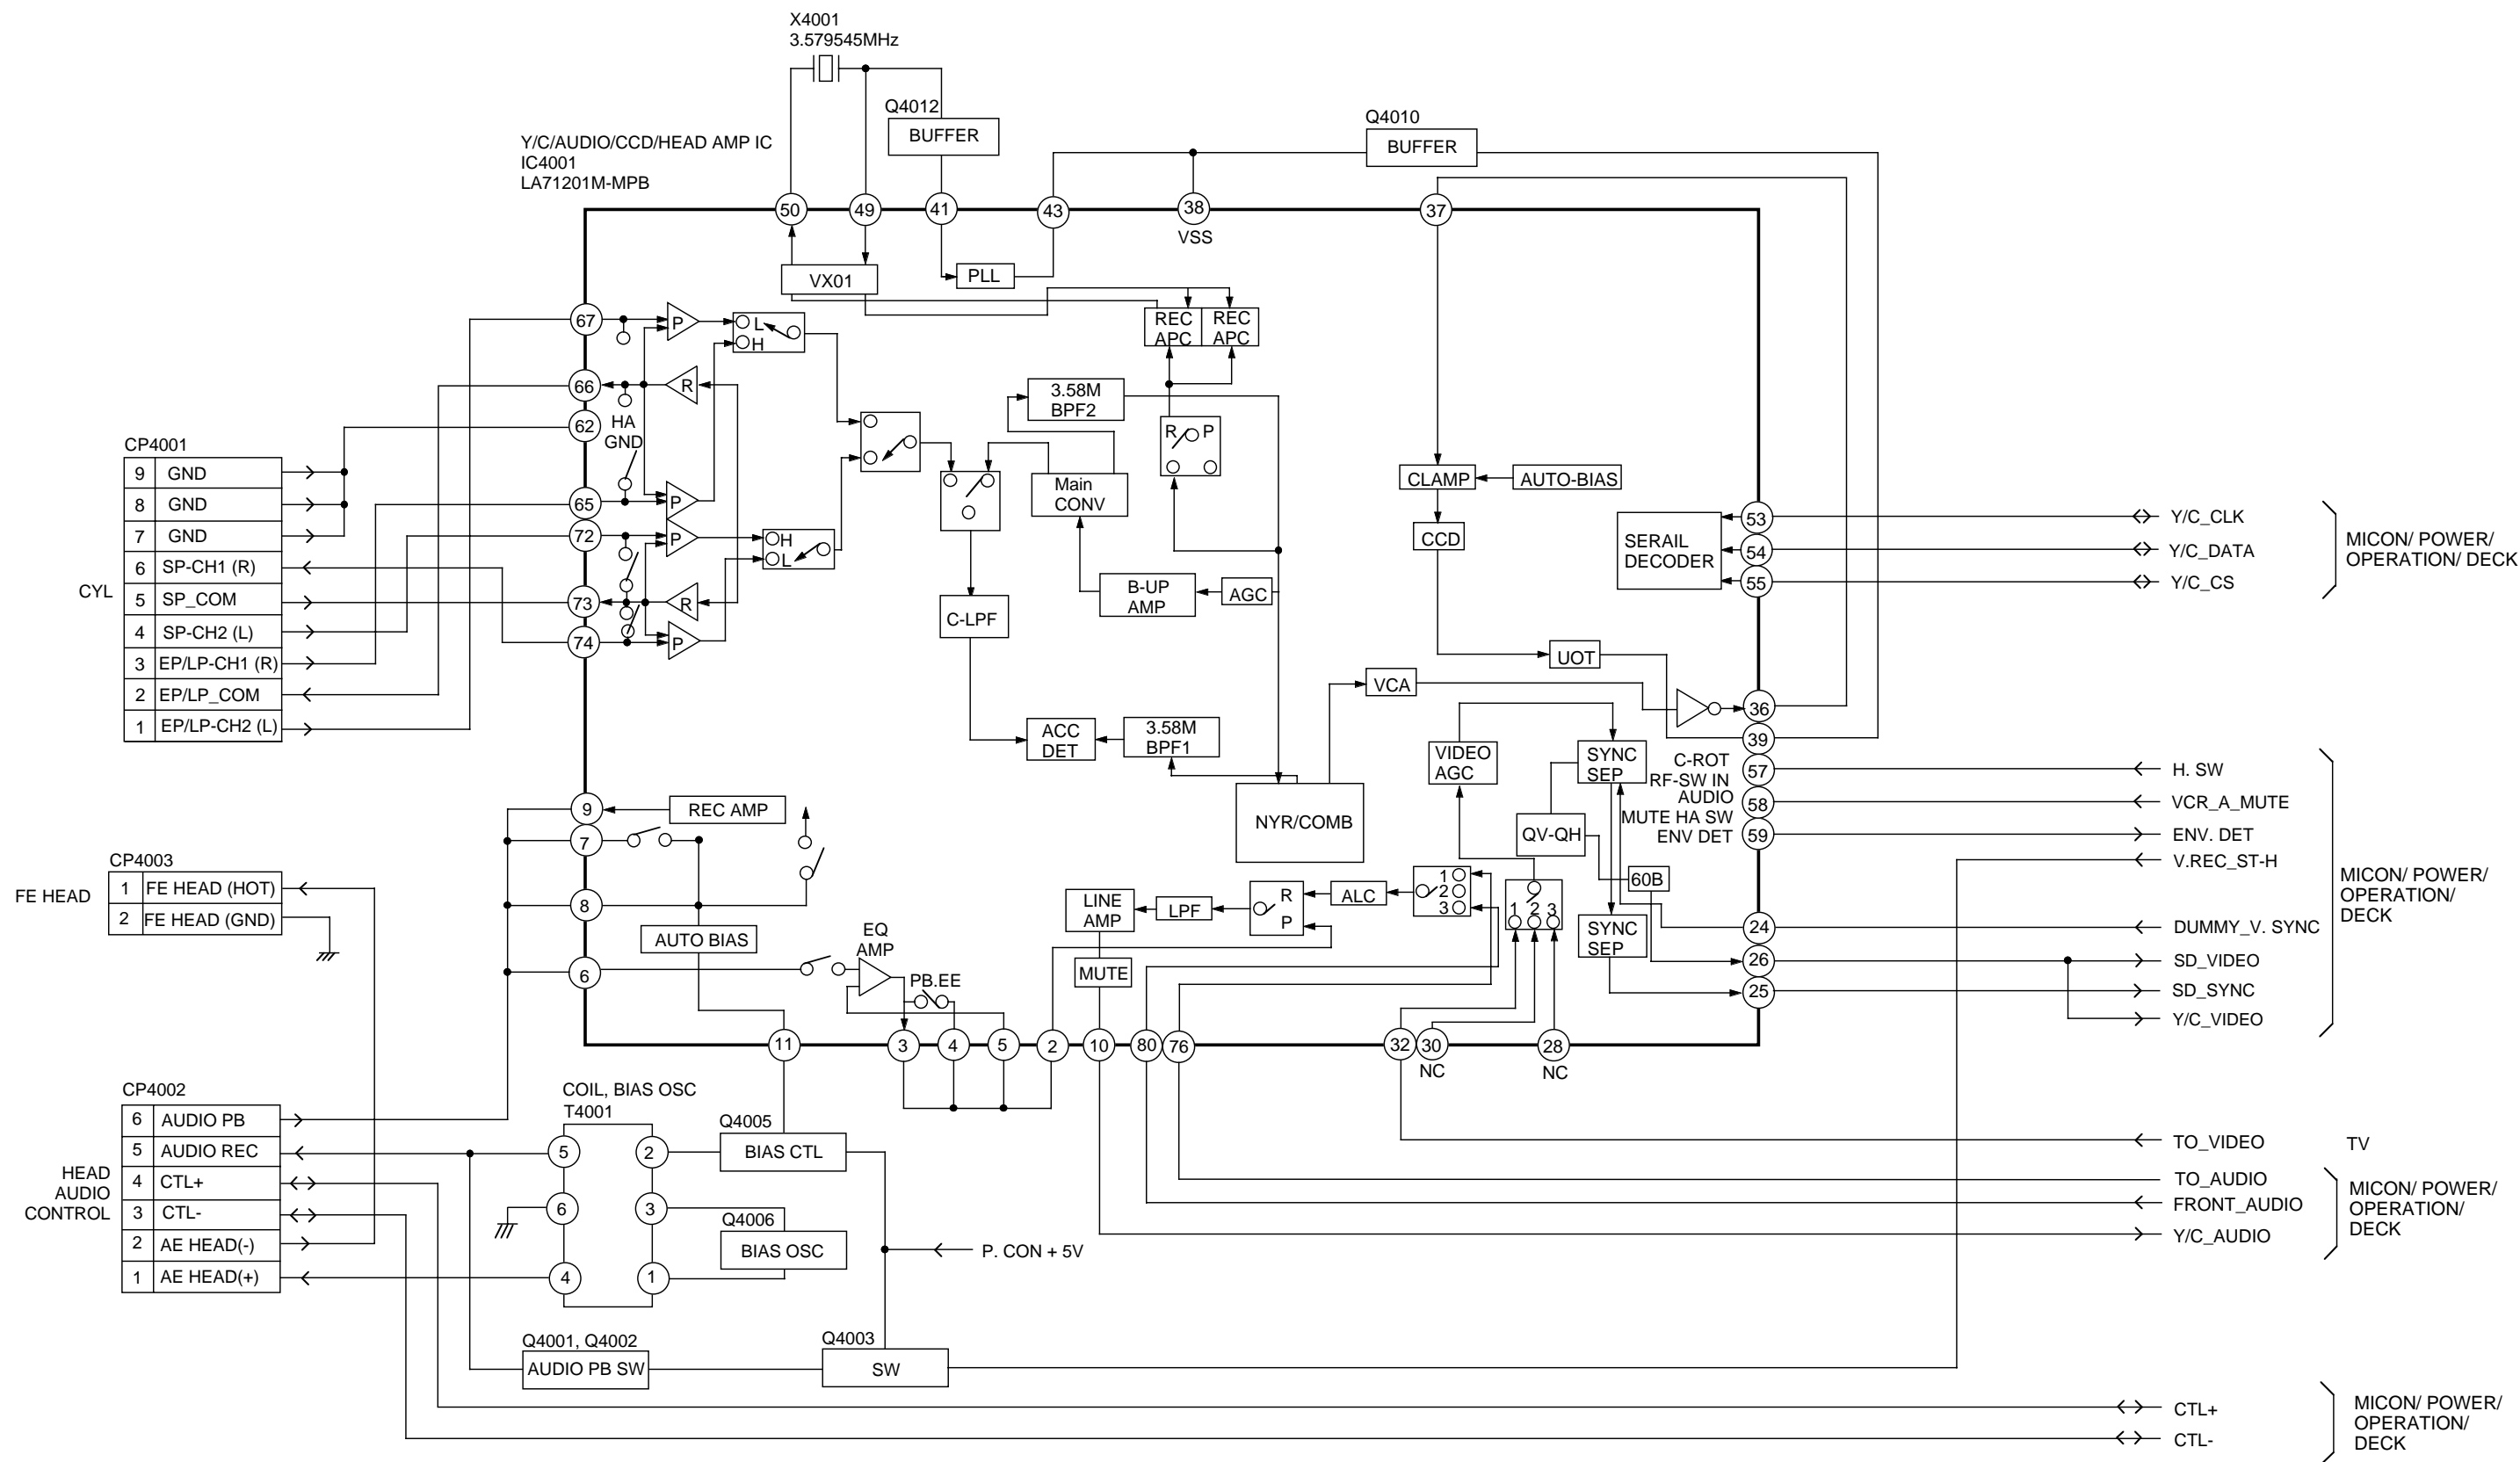 X4001
3.579545MHz
Q4012
BUFFER
Q4010
BUFFER
Y/C/AUDIO/CCD/HEAD AMP IC
IC4001
LA71201M-MPB
50
49
41
43
38
37
VSS
VX01
PLL
REC
APC
REC
APC
67
P
L
H
66
R
62
HA
GND
65
P
72
P
H
L
73
R
74
P
3.58M
BPF2
R P
Main
CONV
B-UP
AMP
AGC
C-LPF
CLAMP
AUTO-BIAS
CCD
SERAIL
DECODER
53
54
55
Y/C_CLK
Y/C_DATA
Y/C_CS
MICON/ POWER/
OPERATION/ DECK
CP4001
9 GND
8 GND
7 GND
6 SP-CH1 (R)
5 SP_COM
4 SP-CH2 (L)
3 EP/LP-CH1 (R)
2 EP/LP_COM
1 EP/LP-CH2 (L)
CYL
UOT
VCA
36
39
ACC
DET
3.58M
BPF1
VIDEO
AGC
SYNC
SEP
C-ROT
RF-SW IN
AUDIO
MUTE HA SW
ENV DET
57
58
59
H. SW
VCR_A_MUTE
ENV. DET
V.REC_ST-H
DUMMY_V. SYNC
SD_VIDEO
SD_SYNC
Y/C_VIDEO
MICON/ POWER/
OPERATION/
DECK
NYR/COMB
QV-QH
60B
SYNC
SEP
24
26
25
9
REC AMP
7
8
AUTO BIAS
6
EQ
AMP
PB.EE
LINE
AMP
LPF
R
P
ALC
1
2
3
1 2 3
MUTE
CP4003
1 FE HEAD (HOT)
2 FE HEAD (GND)
FE HEAD
11
3
4
5
2
10
80
76
32
30
28
NC
NC
CP4002
6 AUDIO PB
5 AUDIO REC
4 CTL+
3 CTL-
2 AE HEAD(-)
1 AE HEAD(+)
HEAD
AUDIO
CONTROL
COIL, BIAS OSC
T4001
5
2
6
3
4
1
Q4005
BIAS CTL
Q4006
BIAS OSC
P. CON + 5V
Q4001, Q4002
AUDIO PB SW
Q4003
SW
TO_VIDEO
TV
TO_AUDIO
FRONT_AUDIO
Y/C_AUDIO
MICON/ POWER/
OPERATION/
DECK
CTL+
CTL-
MICON/ POWER/
OPERATION/
DECK